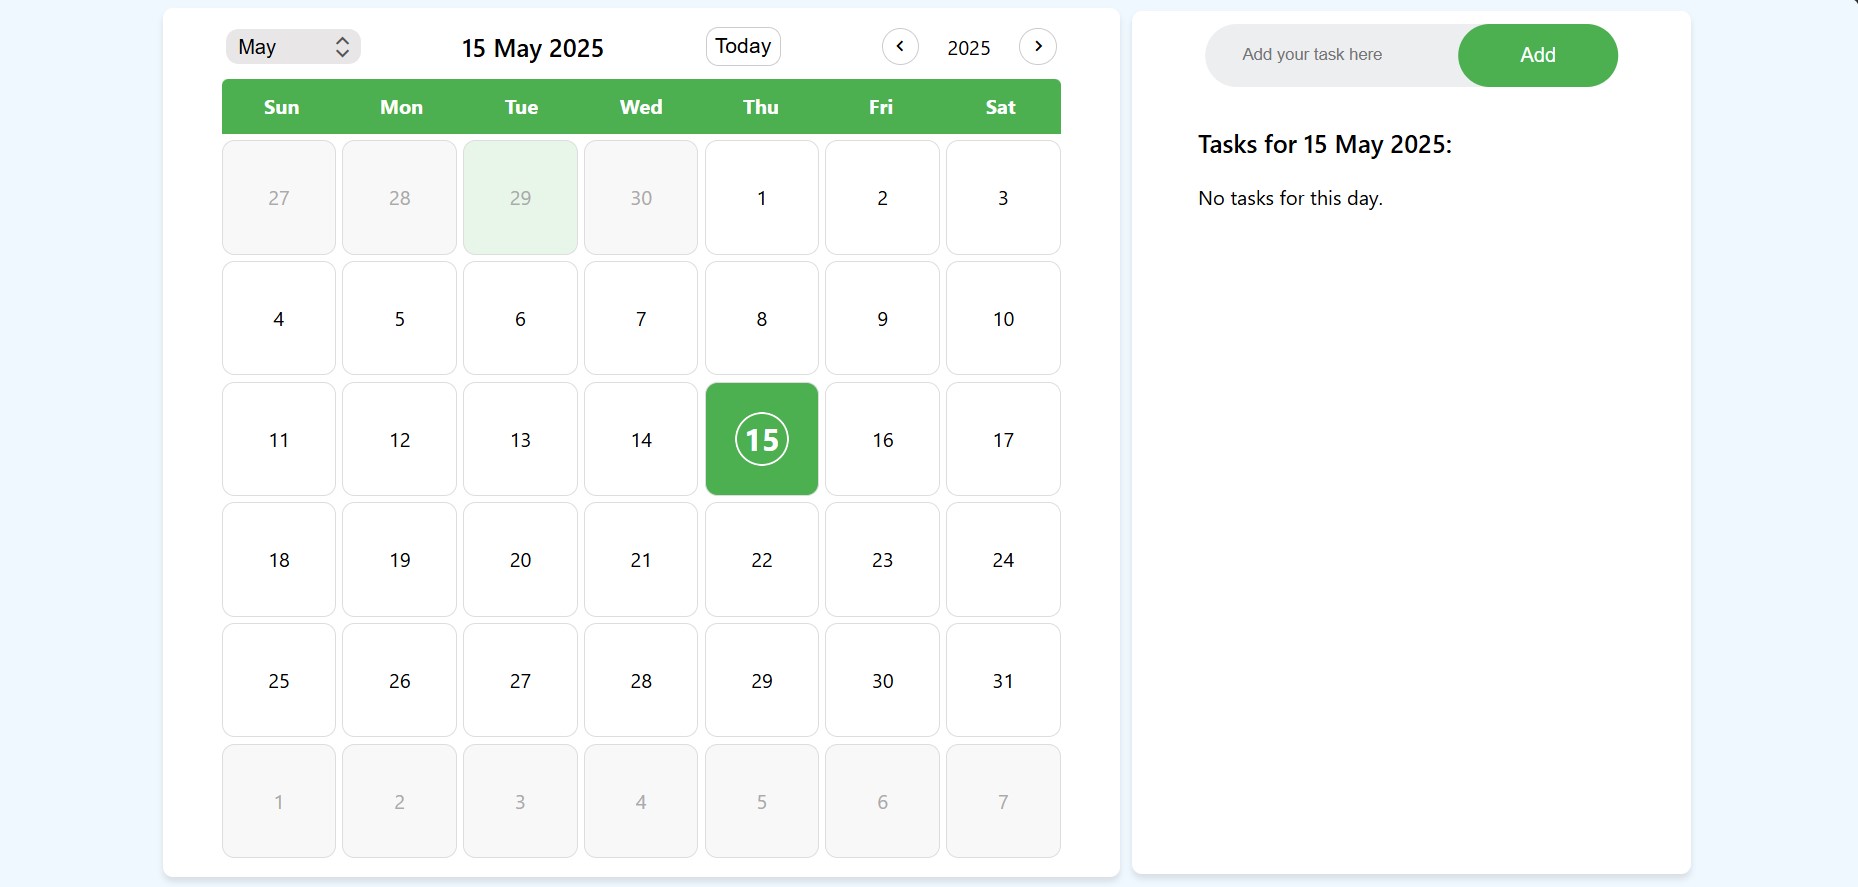 May 15 May 2025 Today 2025
Sun Mon Tue Wed Thu Fri Sat
27 28 29 30 1 2 3
4 5 6 7 8 9 10
11 12 13 14 15 16 17
18 19 20 21 22 23 24
25 26 27 28 29 30 31
1 2 3 4 5 6 7
Add your task here Add
Tasks for 15 May 2025:
No tasks for this day.